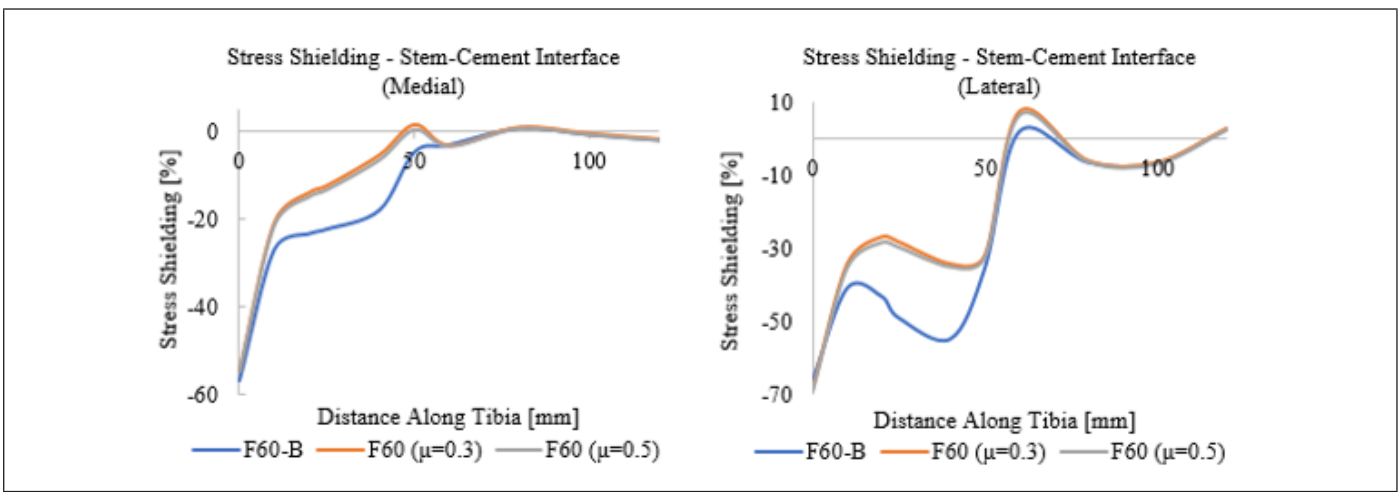 Stress Shielding - Stem-Cement Interface
(Medial)
0
-20
-40
-60
0
50
100
Stress Shielding [%]
Distance Along Tibia [mm]
F60-B
F60 (μ=0.3)
F60 (μ=0.5)
Stress Shielding - Stem-Cement Interface
(Lateral)
10
-10
-30
-50
-70
0
50
100
Stress Shielding [%]
Distance Along Tibia [mm]
F60-B
F60 (μ=0.3)
F60 (μ=0.5)